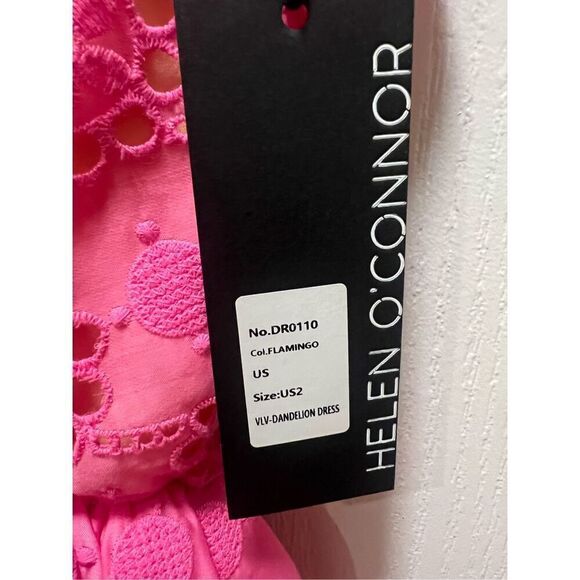 No.DR0110
Col.FLAMINGO
US
Size:US2
VLV-DANDELION DRESS
HELEN O'CONNOR